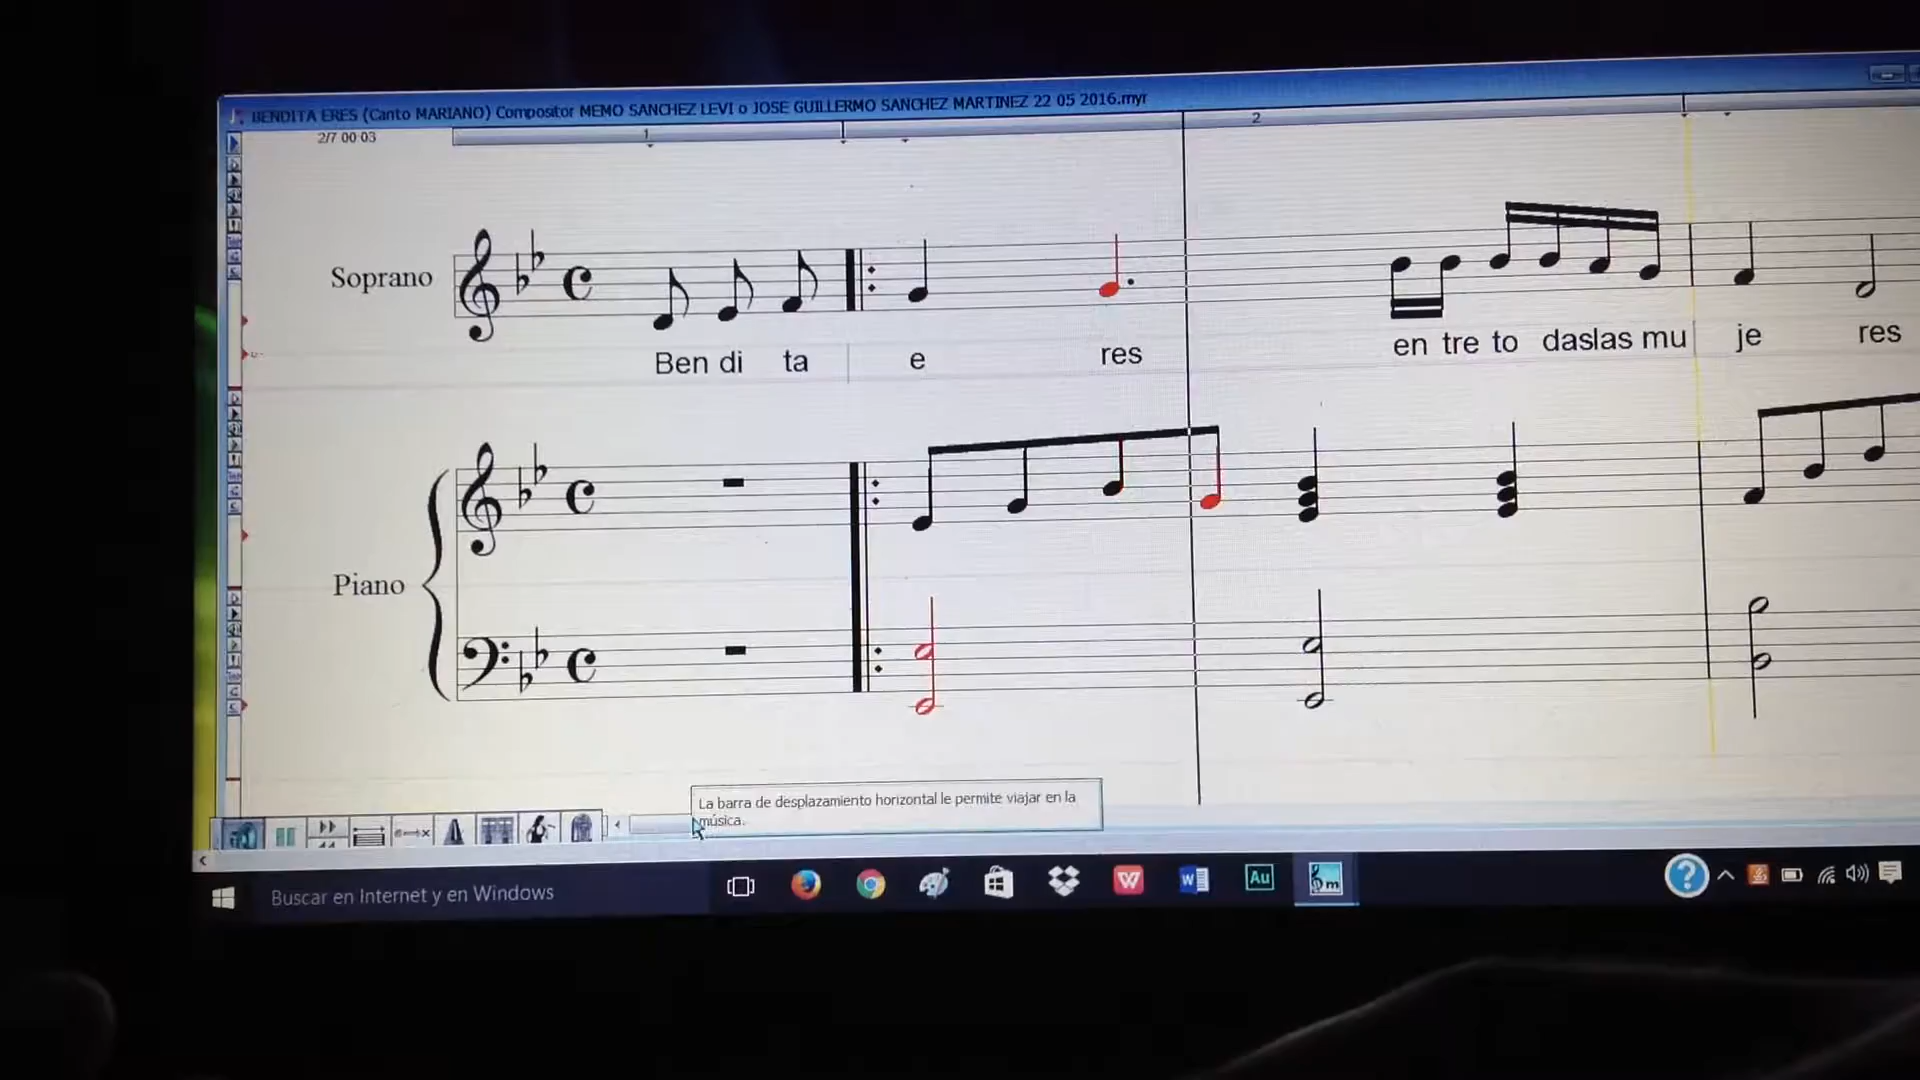 BENDITA ERES (Canto MARIANO) Compositor MEMO SANCHEZ LEVI o JOSE GUILLERMO SANCHEZ MARTINEZ 22 05 2016.myr
2/7 00 03
1
2
Soprano
Ben di ta e res en tre to daslas mu je res
Piano
La barra de desplazamiento horizontal le permite viajar en la
música.
Buscar en Internet y en Windows
W
W
Au
m
?